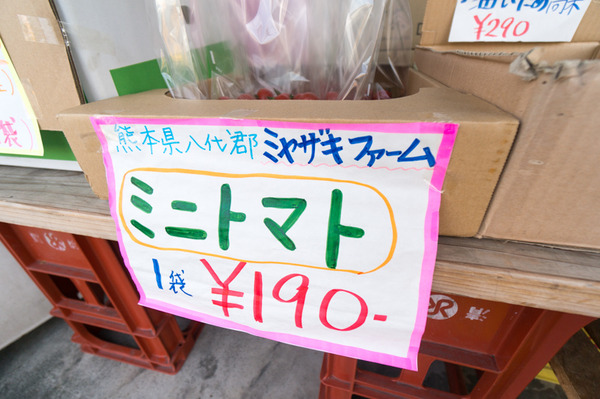 ¥290
袋)
熊本県八代郡 ミヤザキファーム
ミニトマト
1袋 ¥190-